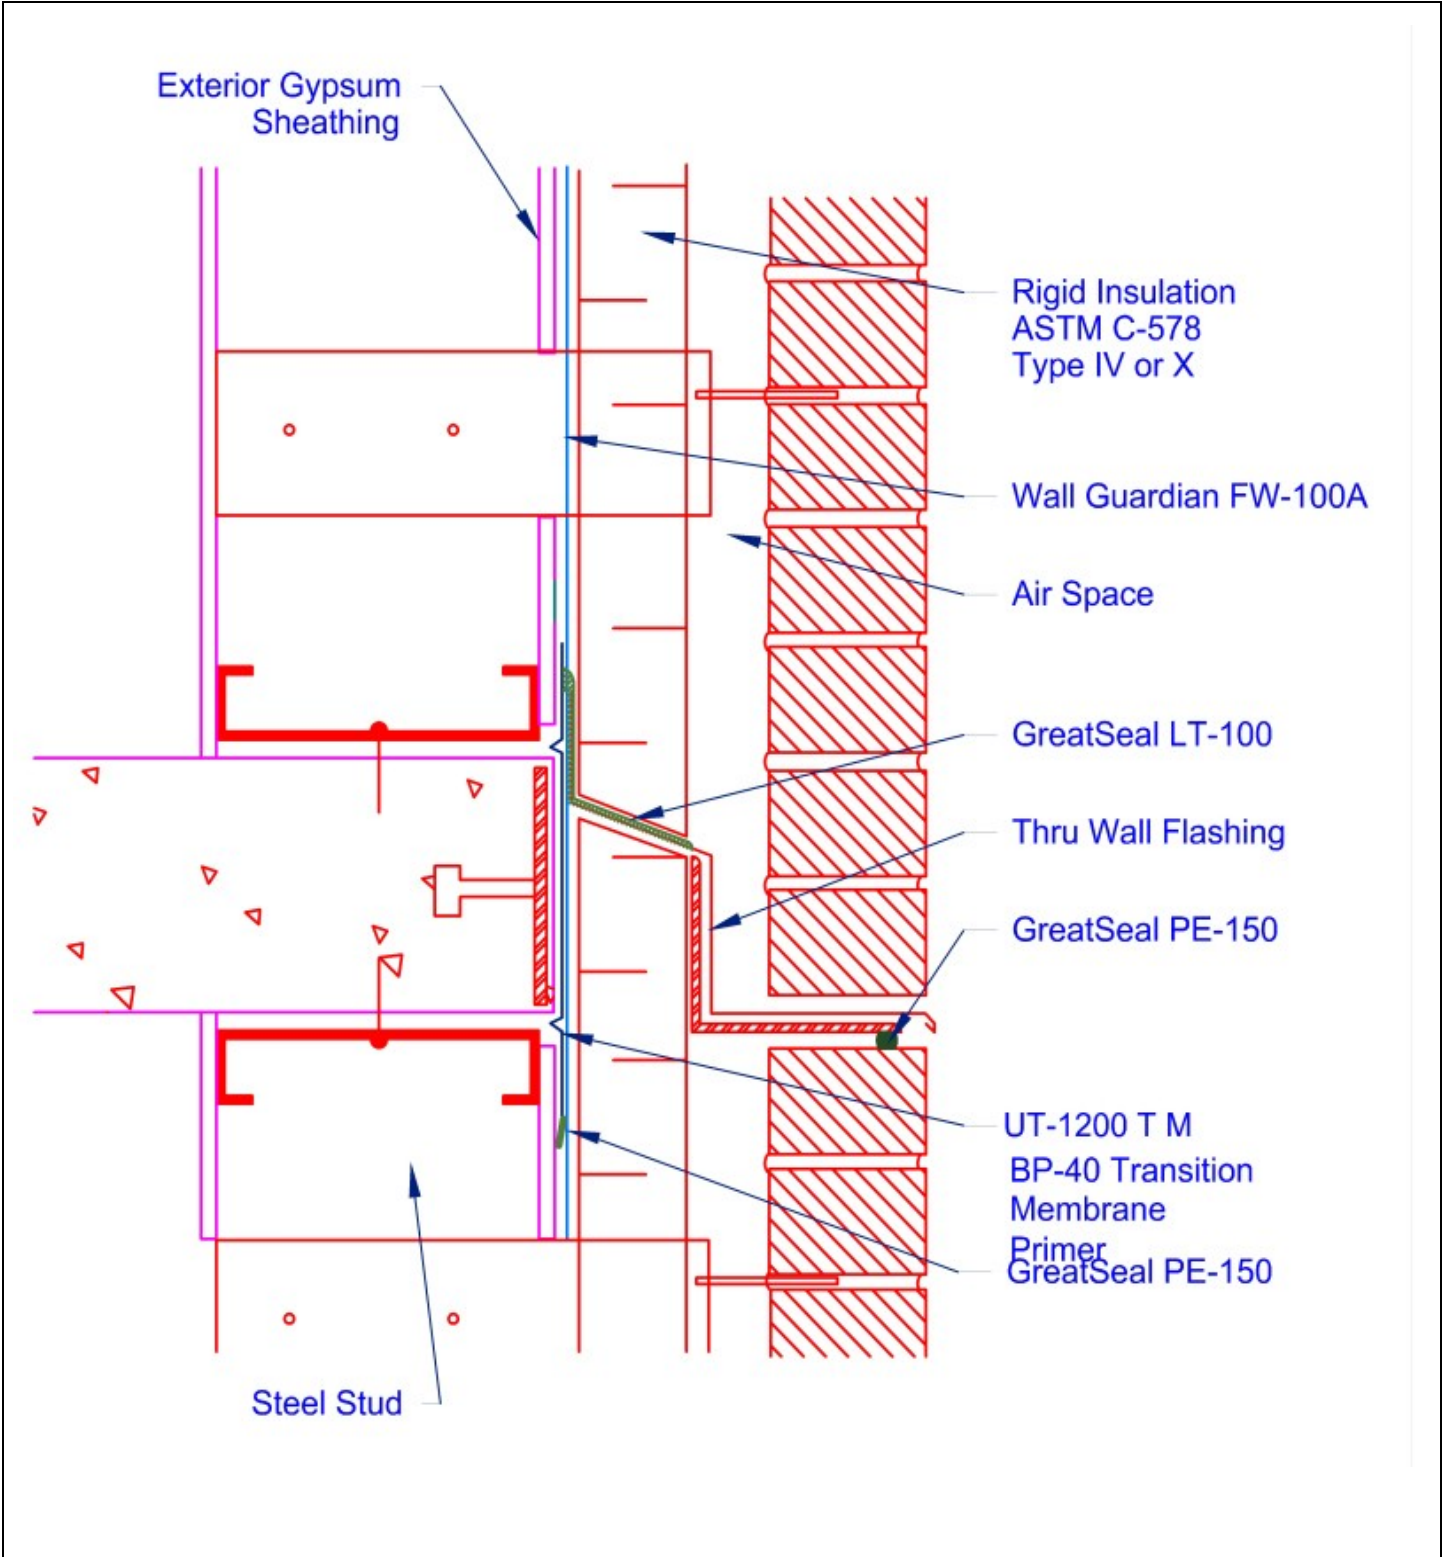 Exterior Gypsum
Sheathing
Rigid Insulation
ASTM C-578
Type IV or X
Wall Guardian FW-100A
Air Space
GreatSeal LT-100
Thru Wall Flashing
GreatSeal PE-150
UT-1200 T M
BP-40 Transition
Membrane
Primer
GreatSeal PE-150
Steel Stud